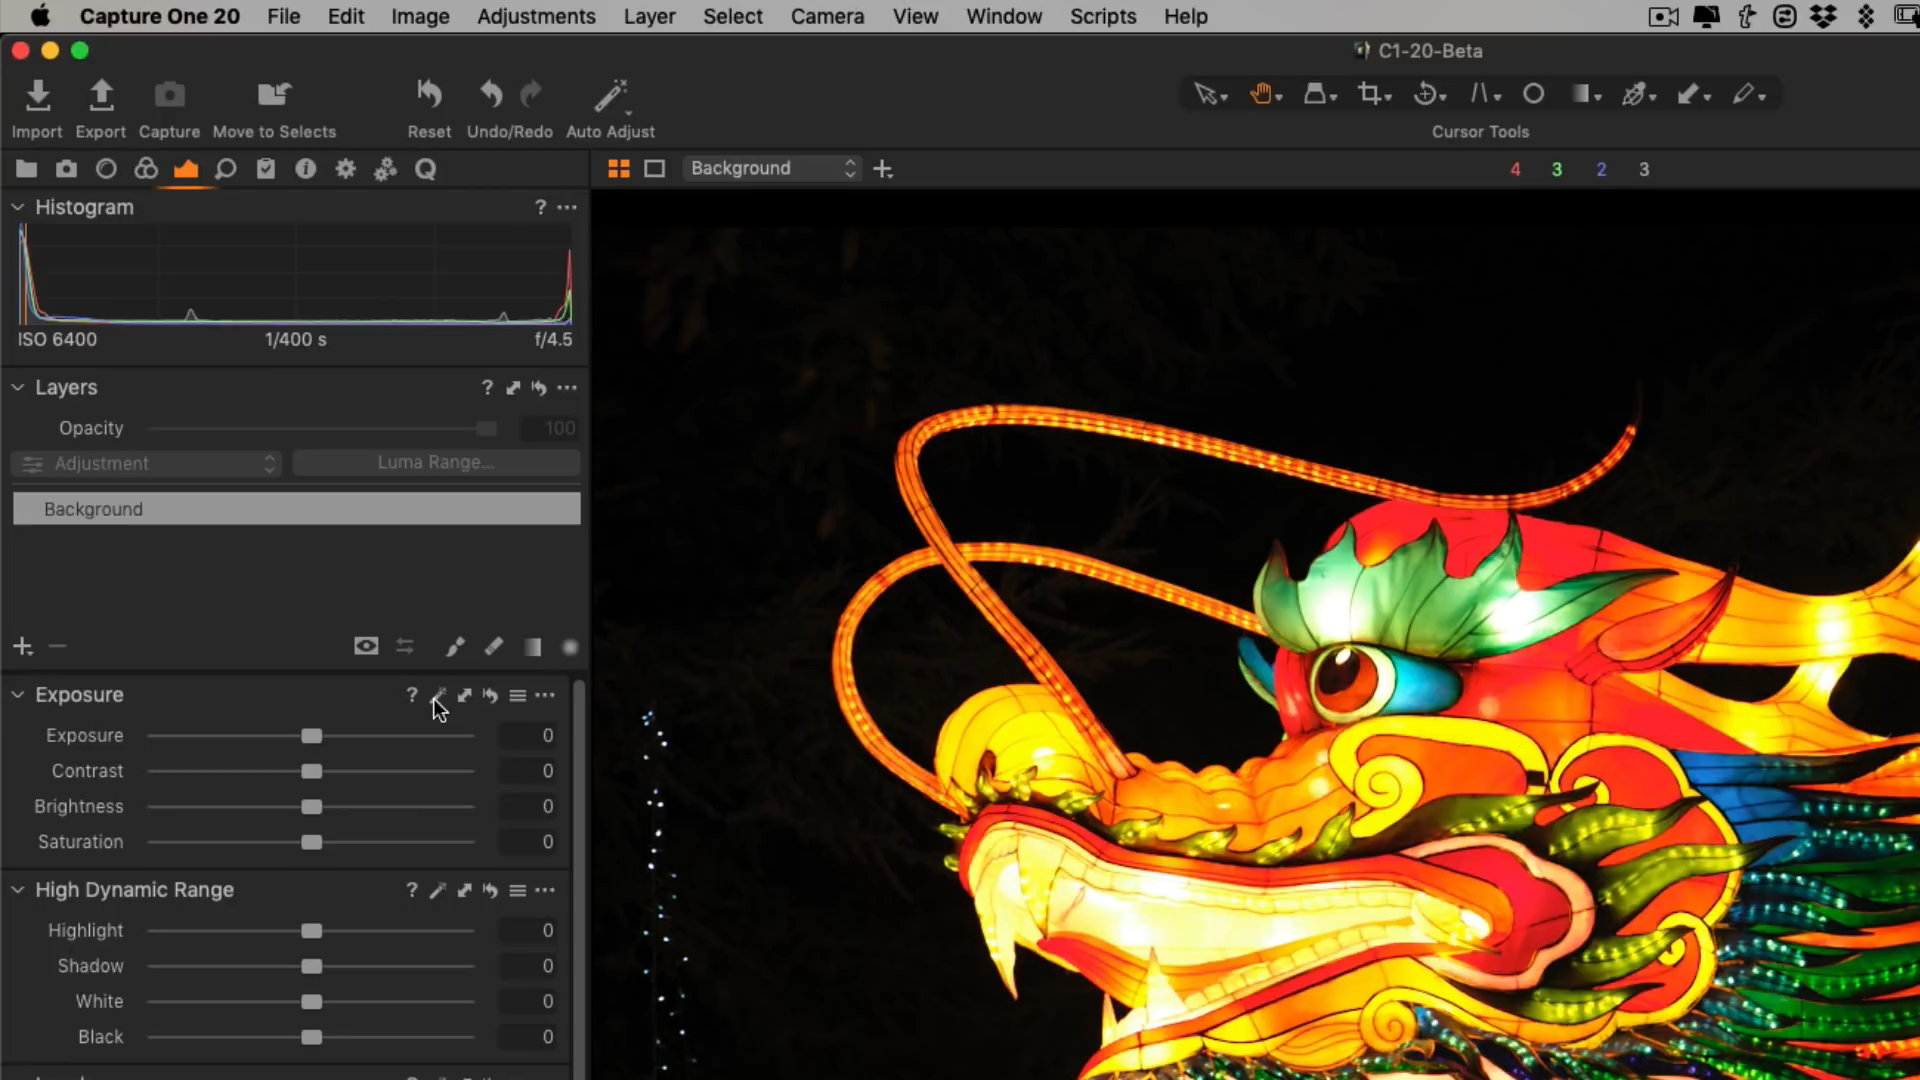 Capture One 20 File Edit Image Adjustments Layer Select Camera View Window Scripts Help
C1-20-Beta
Import Export Capture Move to Selects Reset Undo/Redo Auto Adjust Cursor Tools
Background 4 3 2 3
Histogram ? ...
ISO 6400 1/400 s f/4.5
Layers ? ...
Opacity 100
Adjustment Luma Range...
Background
Exposure ? ...
Exposure 0
Contrast 0
Brightness 0
Saturation 0
High Dynamic Range ? ...
Highlight 0
Shadow 0
White 0
Black 0